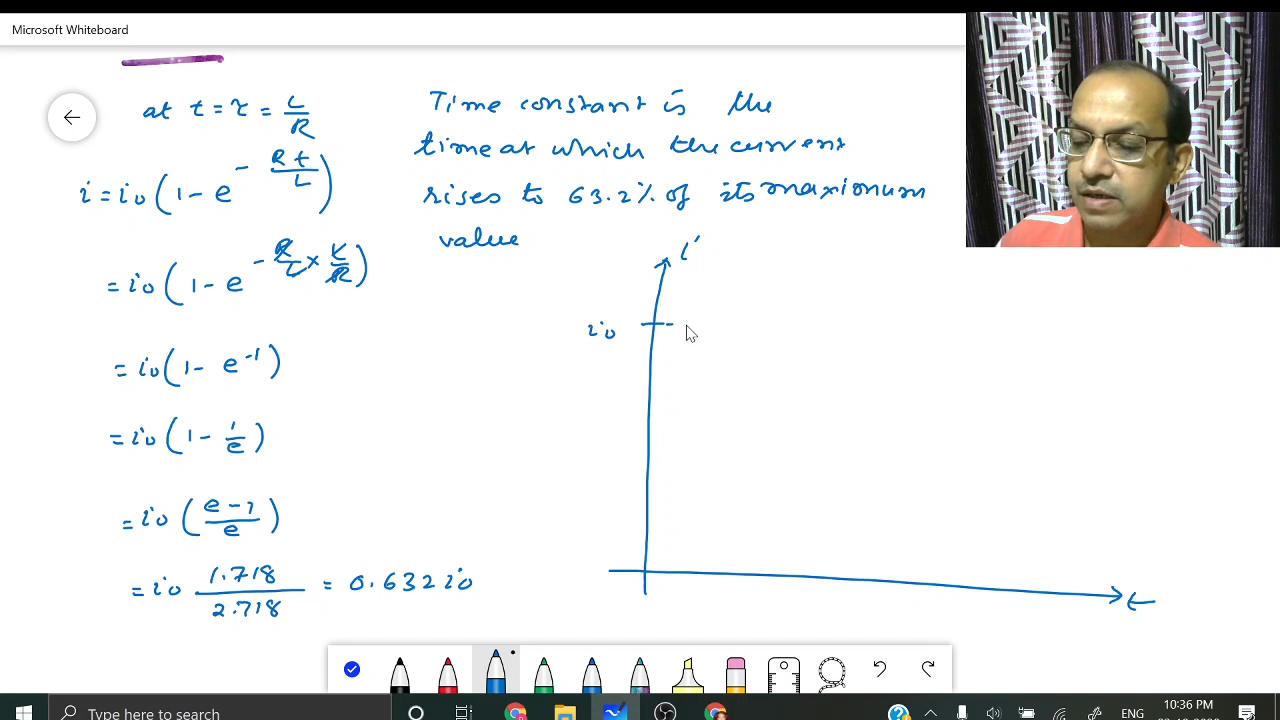 Microsoft Whiteboard
at t = τ = L/R
i = i0 (1 - e^(- Rt/L))
= i0 (1 - e^(- R/L × L/R))
= i0 (1 - e^-1)
= i0 (1 - 1/e)
= i0 ((e-1)/e)
= i0 1.718/2.718 = 0.632 i0
Time constant is the
time at which the current
rises to 63.2% of its maximum
value
i
i0
t
Type here to search
ENG
10:36 PM